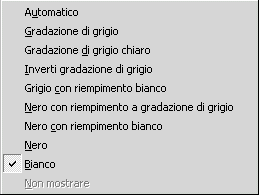 Automatico
Gradazione di grigio
Gradazione di grigio chiaro
Inverti gradazione di grigio
Grigio con riempimento bianco
Nero con riempimento a gradazione di grigio
Nero con riempimento bianco
Nero
Bianco
Non mostrare